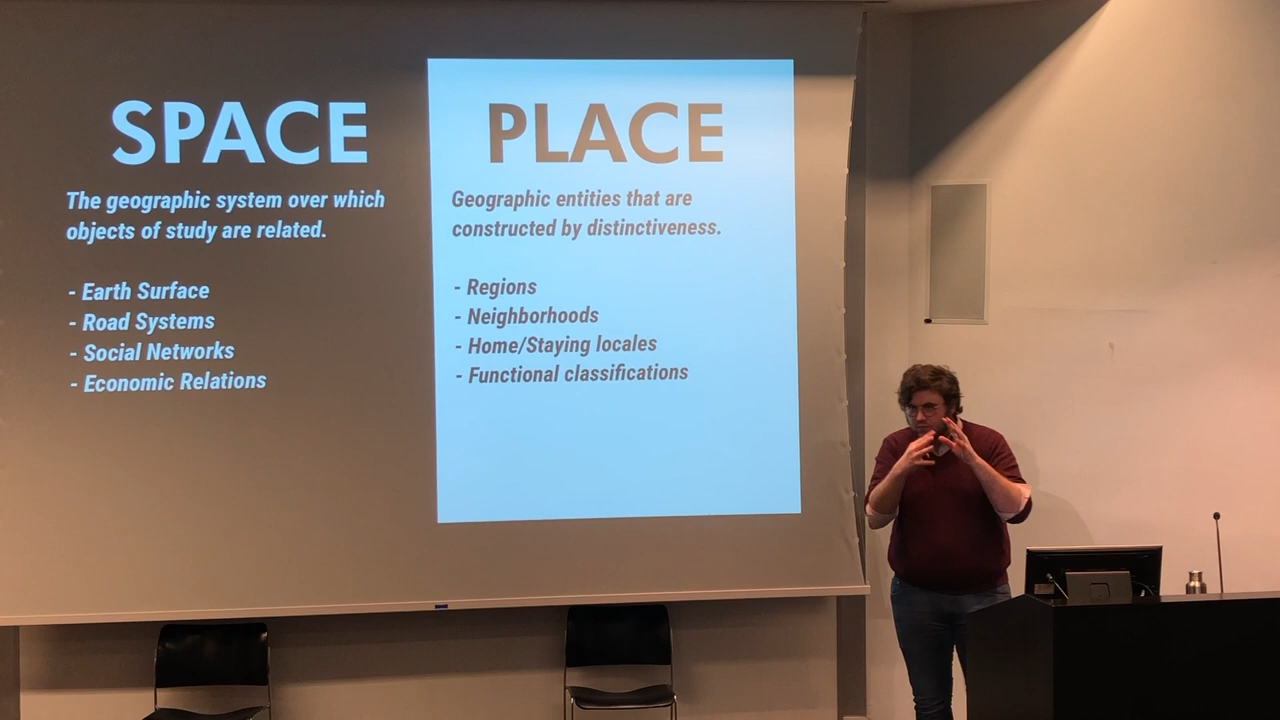 SPACE
The geographic system over which
objects of study are related.
- Earth Surface
- Road Systems
- Social Networks
- Economic Relations
PLACE
Geographic entities that are
constructed by distinctiveness.
- Regions
- Neighborhoods
- Home/Staying locales
- Functional classifications